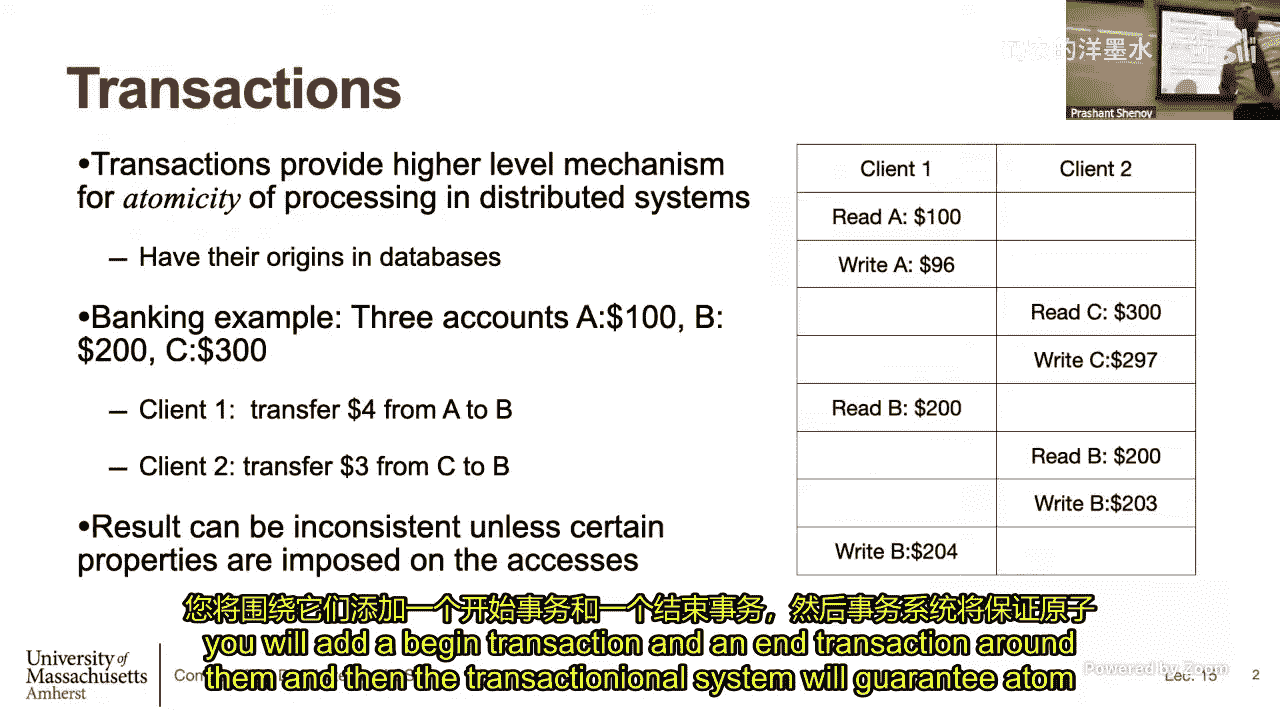 的洋墨水
Prashant Shenoy
Transactions
•Transactions provide higher level mechanism
for atomicity of processing in distributed systems
– Have their origins in databases
•Banking example: Three accounts A:$100, B:
$200, C:$300
– Client 1: transfer $4 from A to B
– Client 2: transfer $3 from C to B
•Result can be inconsistent unless certain
properties are imposed on the accesses
Client 1 Client 2
Read A: $100
Write A: $96
Read C: $300
Write C:$297
Read B: $200
Read B: $200
Write B:$203
Write B:$204
您将围绕它们添加一个开始事务和一个结束事务，然后事务系统将保证原子
you will add a begin transaction and an end transaction around
them and then the transactionional system will guarantee atom
University of
Massachusetts
Amherst
Powered by Zoom
2